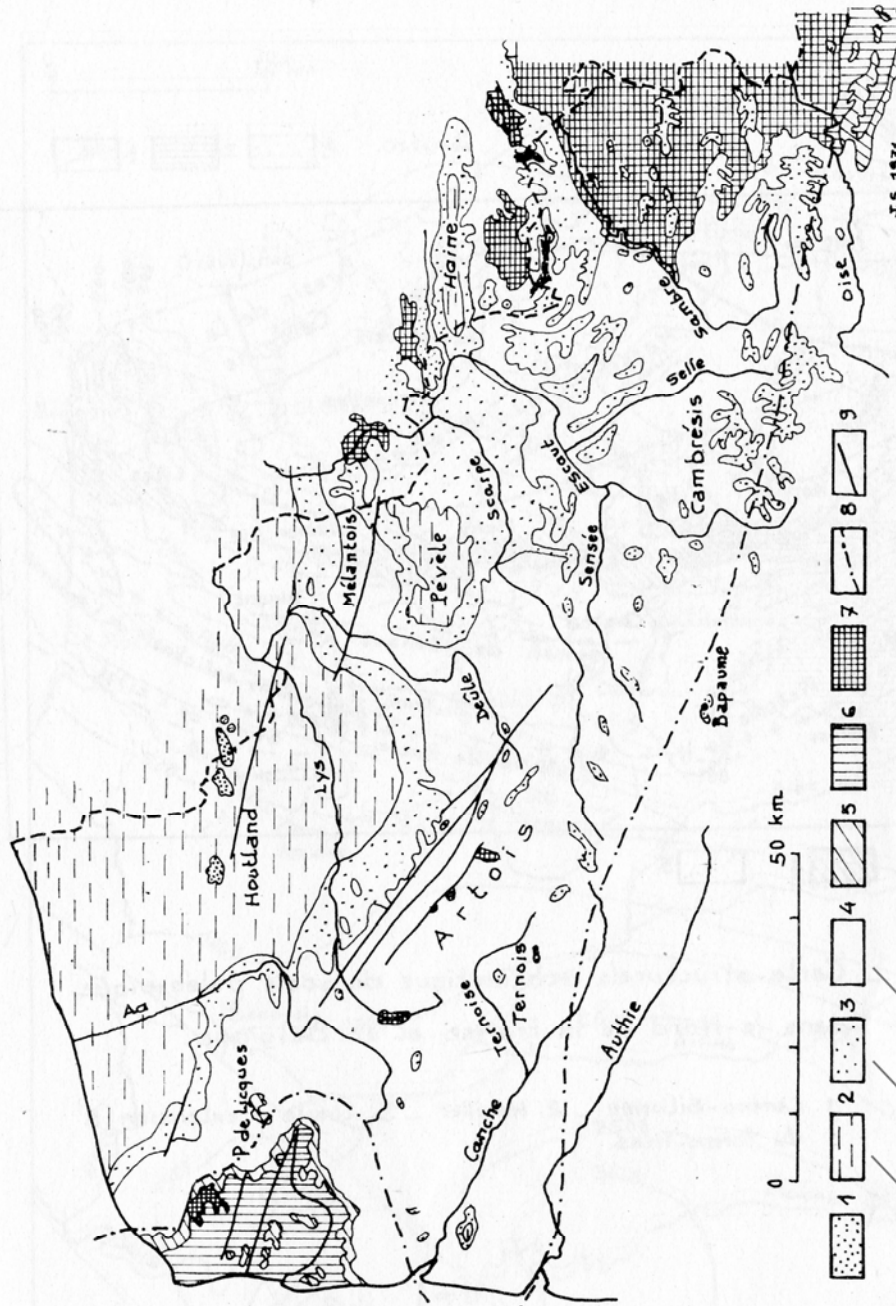 Houtland
Aa
Lys
P. de Licques
Mélantois
Pévèle
Deule
Scarpe
Haine
Escaut
Sensée
Selle
Sambre
Cambrésis
Oise
Artois
Ternoise
Ternois
Canche
Authie
Bapaume
0 50 km
1 2 3 4 5 6 7 8 9